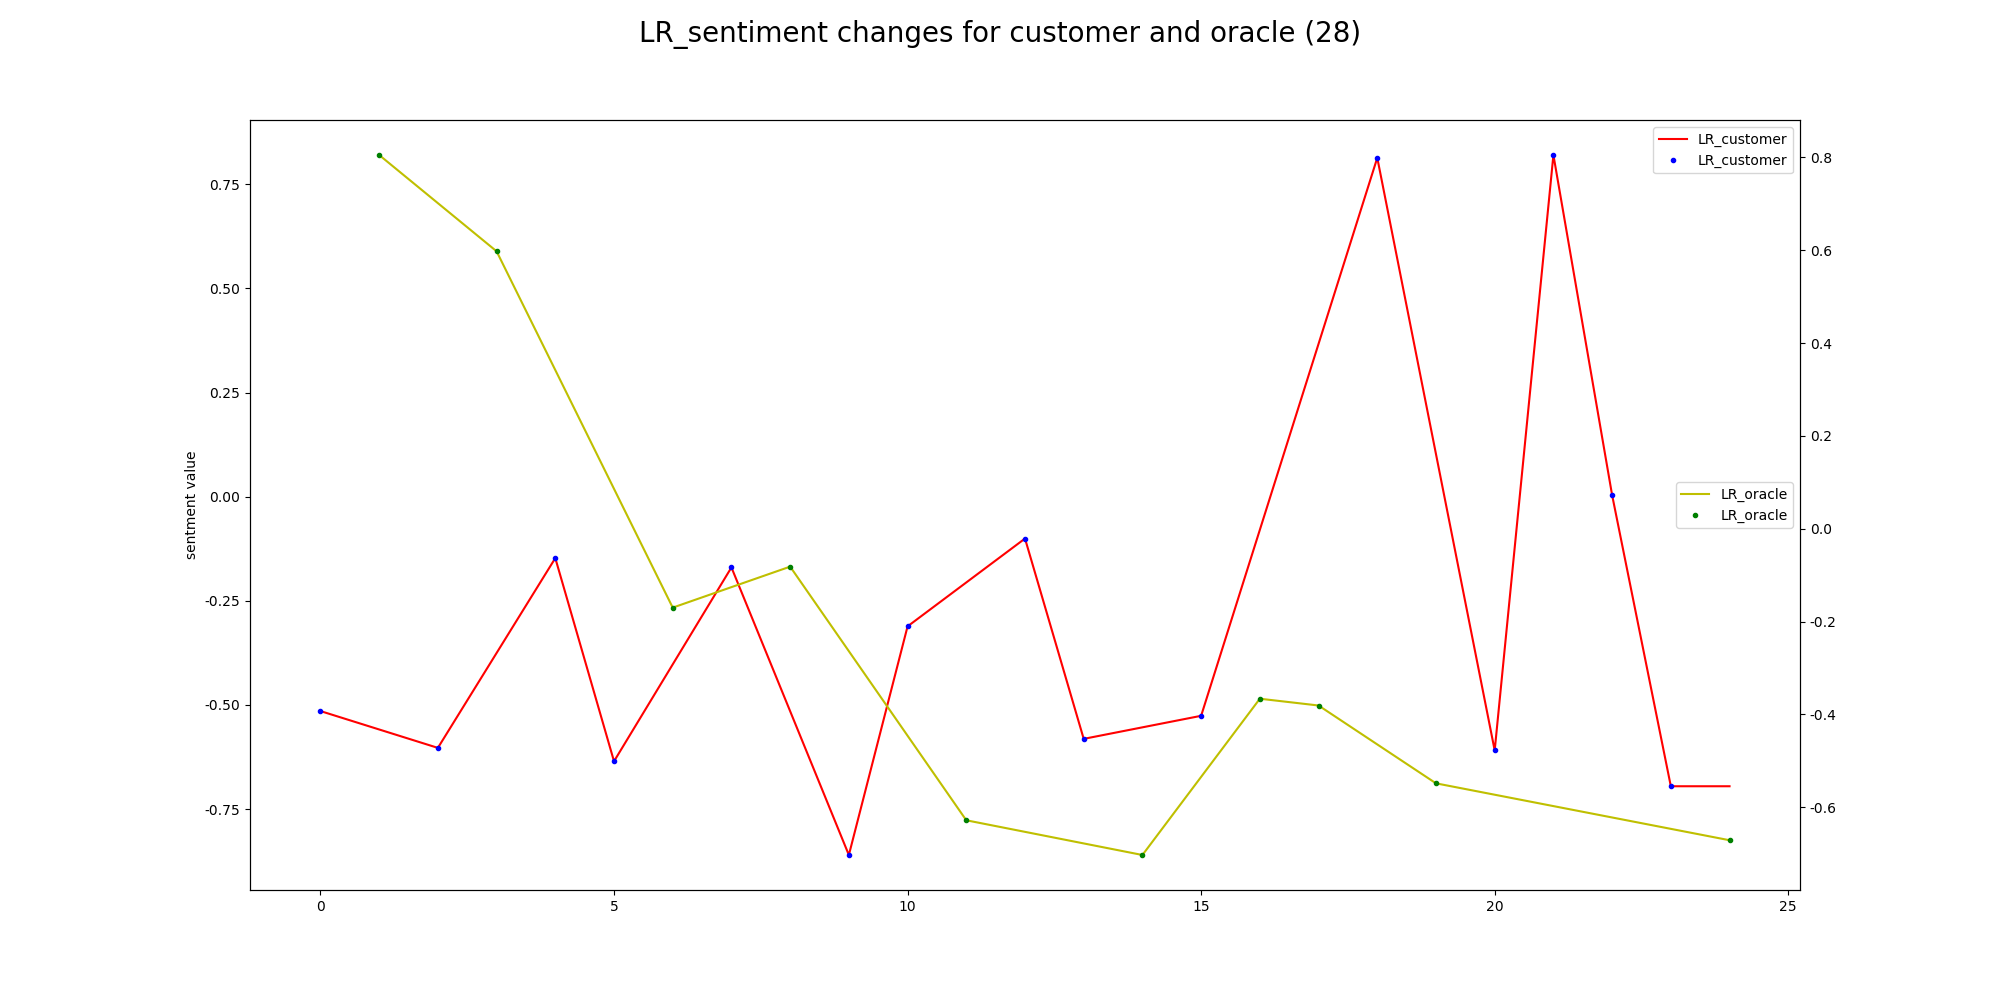 LR_sentiment changes for customer and oracle (28)
LR_customer
LR_customer
LR_oracle
LR_oracle
sentment value
0.75
0.50
0.25
0.00
-0.25
-0.50
-0.75
0.8
0.6
0.4
0.2
0.0
-0.2
-0.4
-0.6
0 5 10 15 20 25